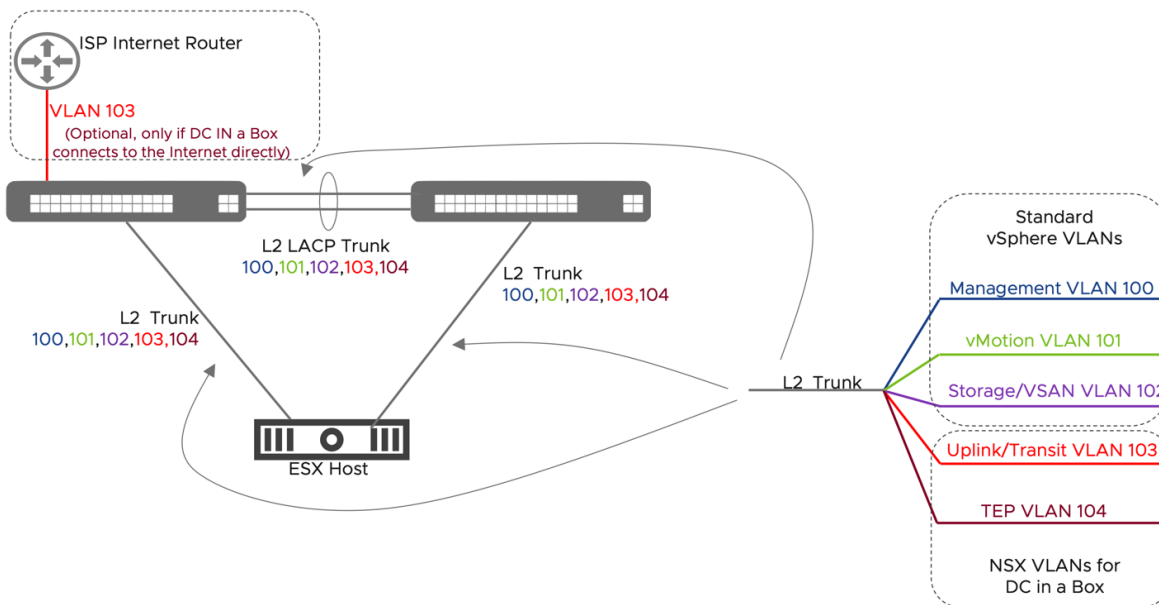 ISP Internet Router
VLAN 103
(Optional, only if DC IN a Box
connects to the Internet directly)
L2 LACP Trunk
100,101,102,103,104
L2 Trunk
100,101,102,103,104
L2 Trunk
100,101,102,103,104
ESX Host
L2 Trunk
Standard
vSphere VLANs
Management VLAN 100
vMotion VLAN 101
Storage/VSAN VLAN 102
Uplink/Transit VLAN 103
TEP VLAN 104
NSX VLANs for
DC in a Box